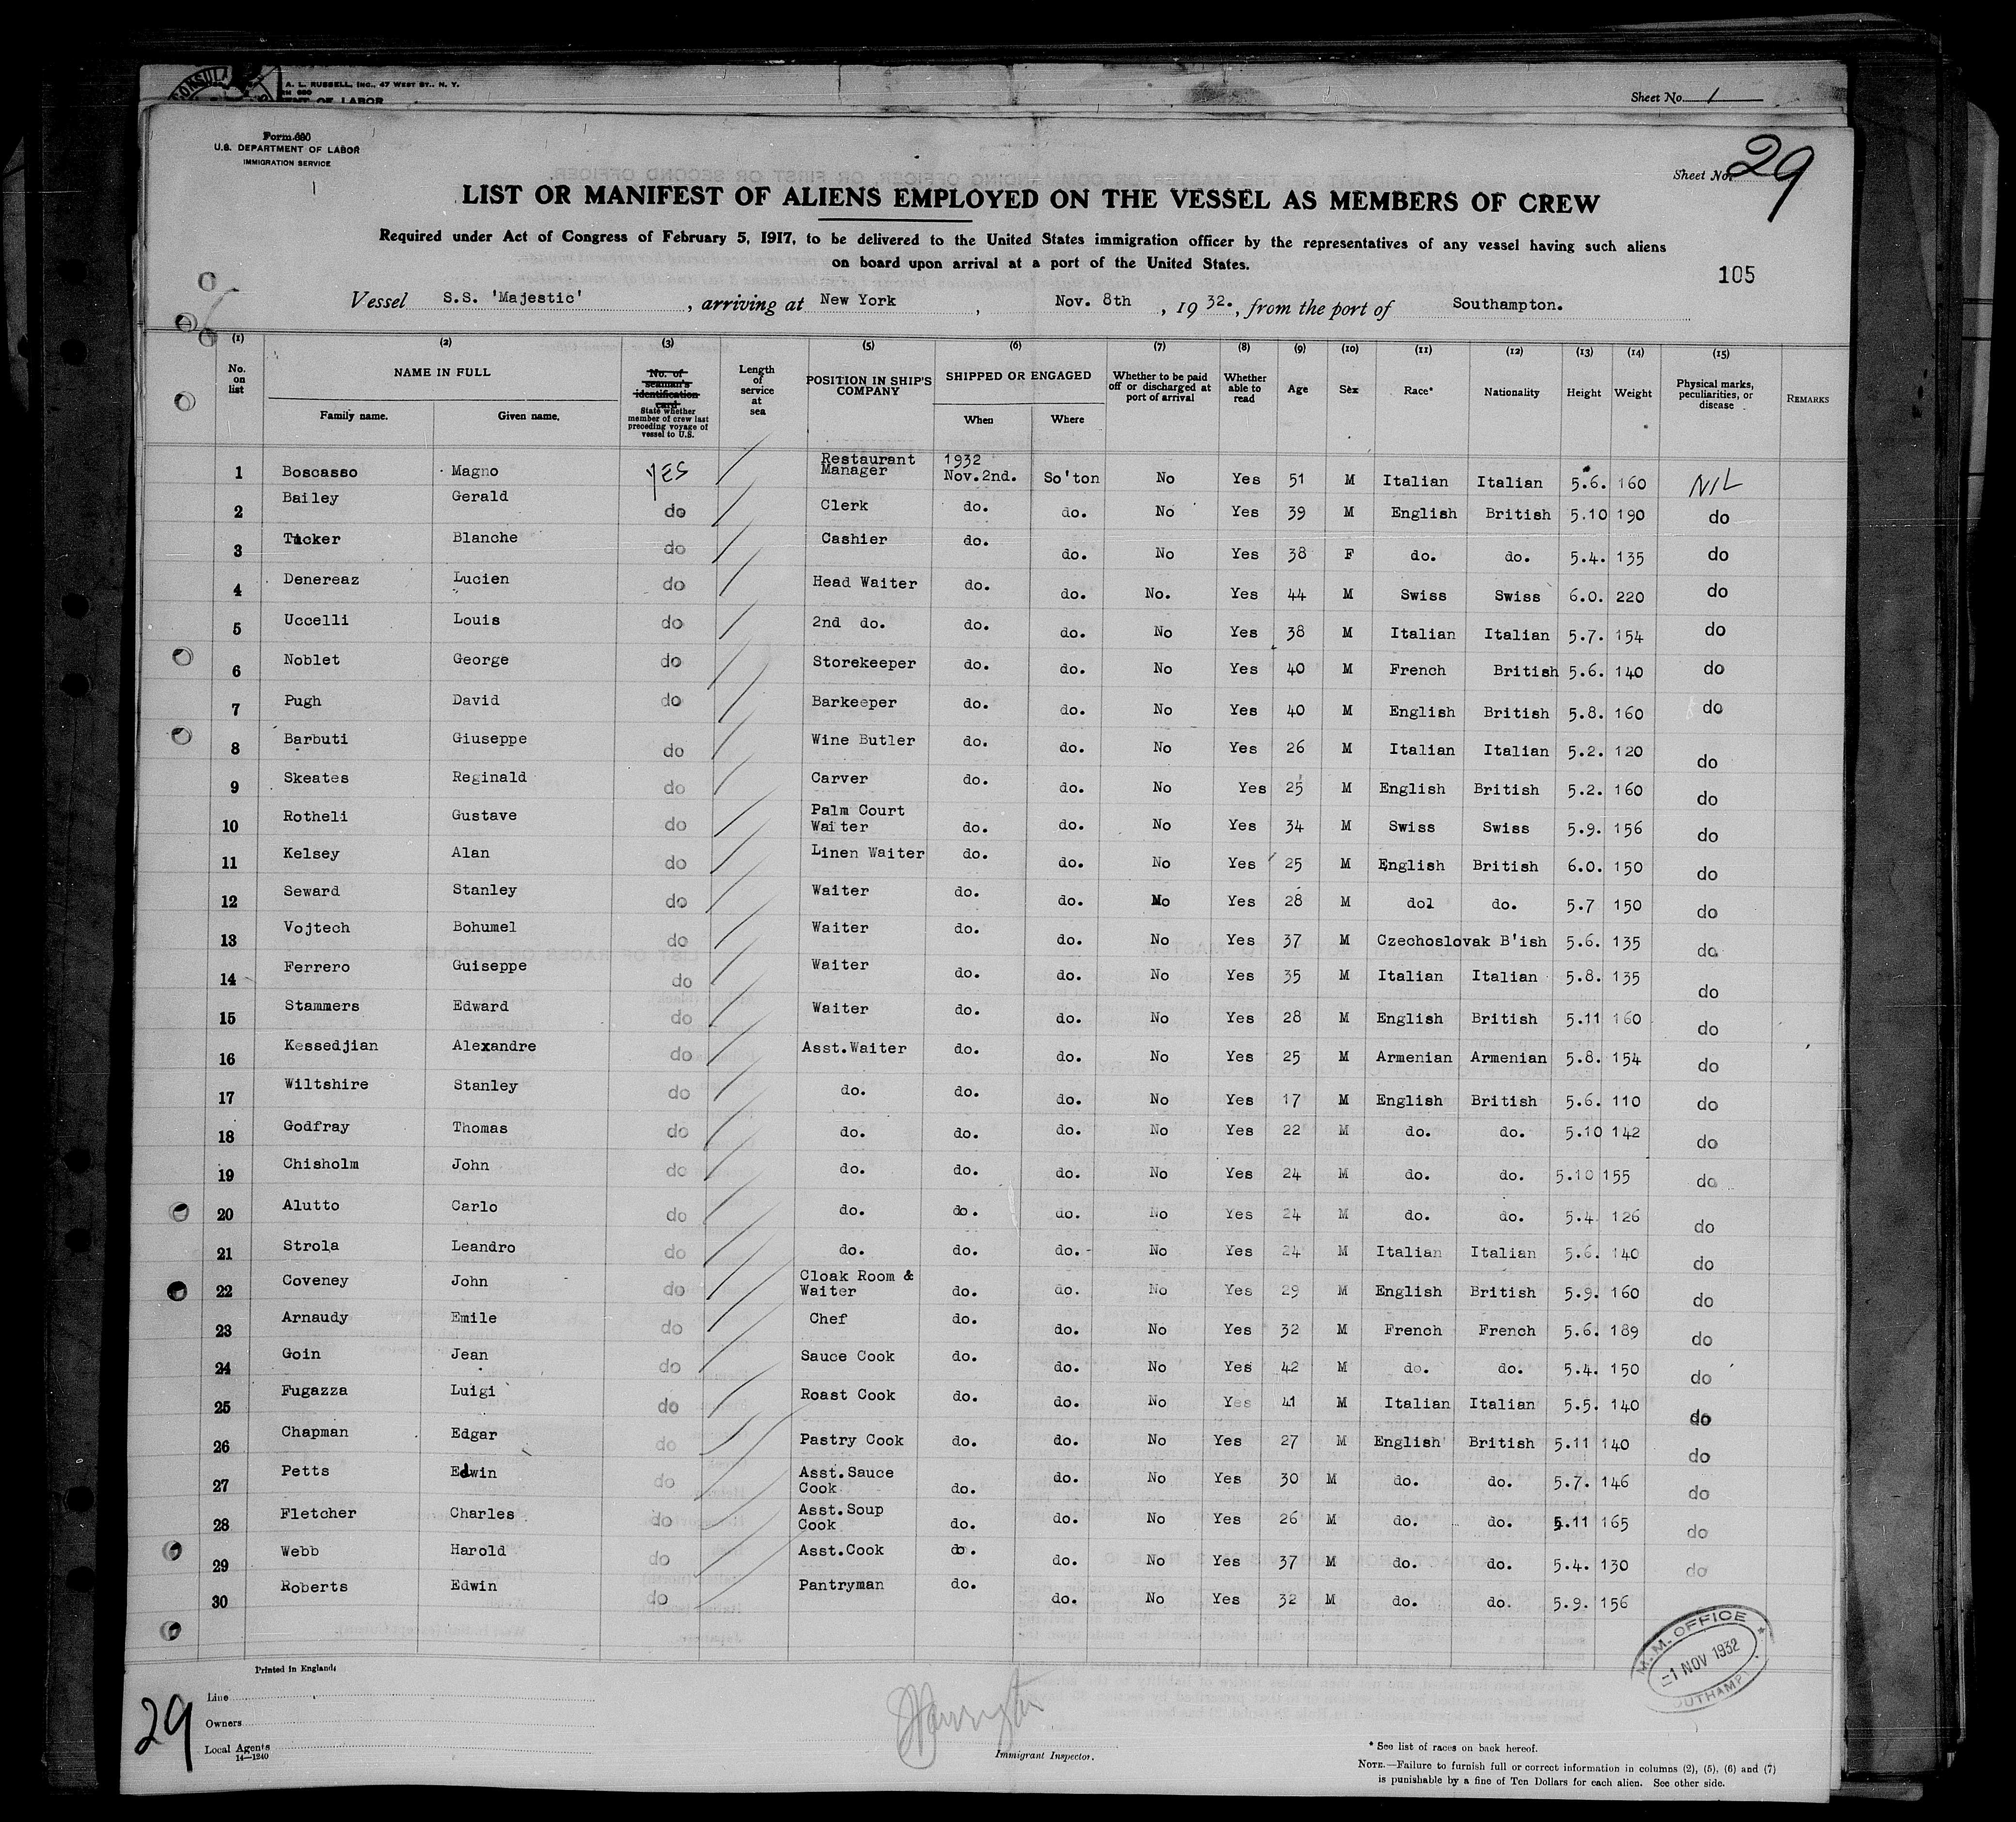 CONSULA
A. L. RUSSELL, INC., 47 WEST ST., N. Y.
Sheet No. 1
Form 680
U.S. DEPARTMENT OF LABOR
IMMIGRATION SERVICE
Sheet No. 29
LIST OR MANIFEST OF ALIENS EMPLOYED ON THE VESSEL AS MEMBERS OF CREW
Required under Act of Congress of February 5, 1917, to be delivered to the United States immigration officer by the representatives of any vessel having such aliens
on board upon arrival at a port of the United States.
105
Vessel S.S. 'Majestic' , arriving at New York , Nov. 8th , 19 32. , from the port of Southampton.
(1) (2) (3) (5) (6) (7) (8) (9) (10) (11) (12) (13) (14) (15)
No. on list NAME IN FULL Family name. Given name. No. of seaman's identification card State whether member of crew last preceding voyage of vessel to U.S. Length of service at sea POSITION IN SHIP'S COMPANY SHIPPED OR ENGAGED When Where Whether to be paid off or discharged at port of arrival Whether able to read Age Sex Race* Nationality Height Weight Physical marks, peculiarities, or disease REMARKS
1 Boscasso Magno YES Restaurant Manager 1932 Nov.2nd. So'ton No Yes 51 M Italian Italian 5.6. 160 NIL
2 Bailey Gerald do Clerk do. do. No Yes 39 M English British 5.10 190 do
3 Tucker Blanche do Cashier do. do. No Yes 38 F do. do. 5.4. 135 do
4 Denereaz Lucien do Head Waiter do. do. No. Yes 44 M Swiss Swiss 6.0. 220 do
5 Uccelli Louis do 2nd do. do. do. No Yes 38 M Italian Italian 5.7. 154 do
6 Noblet George do Storekeeper do. do. No Yes 40 M French British 5.6. 140 do
7 Pugh David do Barkeeper do. do. No Yes 40 M English British 5.8. 160 do
8 Barbuti Giuseppe do Wine Butler do. do. No Yes 26 M Italian Italian 5.2. 120 do
9 Skeates Reginald do Carver do. do. No Yes 25 M English British 5.2. 160 do
10 Rotheli Gustave do Palm Court Waiter do. do. No Yes 34 M Swiss Swiss 5.9. 156 do
11 Kelsey Alan do Linen Waiter do. do. No Yes 25 M English British 6.0. 150 do
12 Seward Stanley do Waiter do. do. No Yes 28 M dol do. 5.7 150 do
13 Vojtech Bohumel do Waiter do. do. No Yes 37 M Czechoslovak B'ish 5.6. 135 do
14 Ferrero Guiseppe do Waiter do. do. No Yes 35 M Italian Italian 5.8. 135 do
15 Stammers Edward do Waiter do. do. No Yes 28 M English British 5.11 160 do
16 Kessedjian Alexandre do Asst.Waiter do. do. No Yes 25 M Armenian Armenian 5.8. 154 do
17 Wiltshire Stanley do do. do. do. No Yes 17 M English British 5.6. 110 do
18 Godfray Thomas do do. do. do. No Yes 22 M do. do. 5.10 142 do
19 Chisholm John do do. do. do. No Yes 24 M do. do. 5.10 155 do
20 Alutto Carlo do do. do. do. No Yes 24 M do. do. 5.4 126 do
21 Strola Leandro do do. do. do. No Yes 24 M Italian Italian 5.6. 140 do
22 Coveney John do Cloak Room & Waiter do. do. No Yes 29 M English British 5.9. 160 do
23 Arnaudy Emile do Chef do. do. No Yes 32 M French French 5.6. 189 do
24 Goin Jean do Sauce Cook do. do. No Yes 42 M do. do. 5.4. 150 do
25 Fugazza Luigi do Roast Cook do. do. No Yes 41 M Italian Italian 5.5. 140 do
26 Chapman Edgar do Pastry Cook do. do. No Yes 27 M English British 5.11 140 do
27 Petts Edwin do Asst.Sauce Cook do. do. No Yes 30 M do. do. 5.7. 146 do
28 Fletcher Charles do Asst.Soup Cook do. do. No Yes 26 M do. do. 5.11 165 do
29 Webb Harold do Asst.Cook do. do. No Yes 37 M do. do. 5.4. 130 do
30 Roberts Edwin do Pantryman do. do. No Yes 32 M do. do. 5.9. 156
M.M. OFFICE
-1 NOV 1932
Printed in England
29
Line
Owners
Local Agents
14—1240
Immigrant Inspector.
* See list of races on back hereof.
NOTE.—Failure to furnish full or correct information in columns (2), (5), (6) and (7)
is punishable by a fine of Ten Dollars for each alien. See other side.